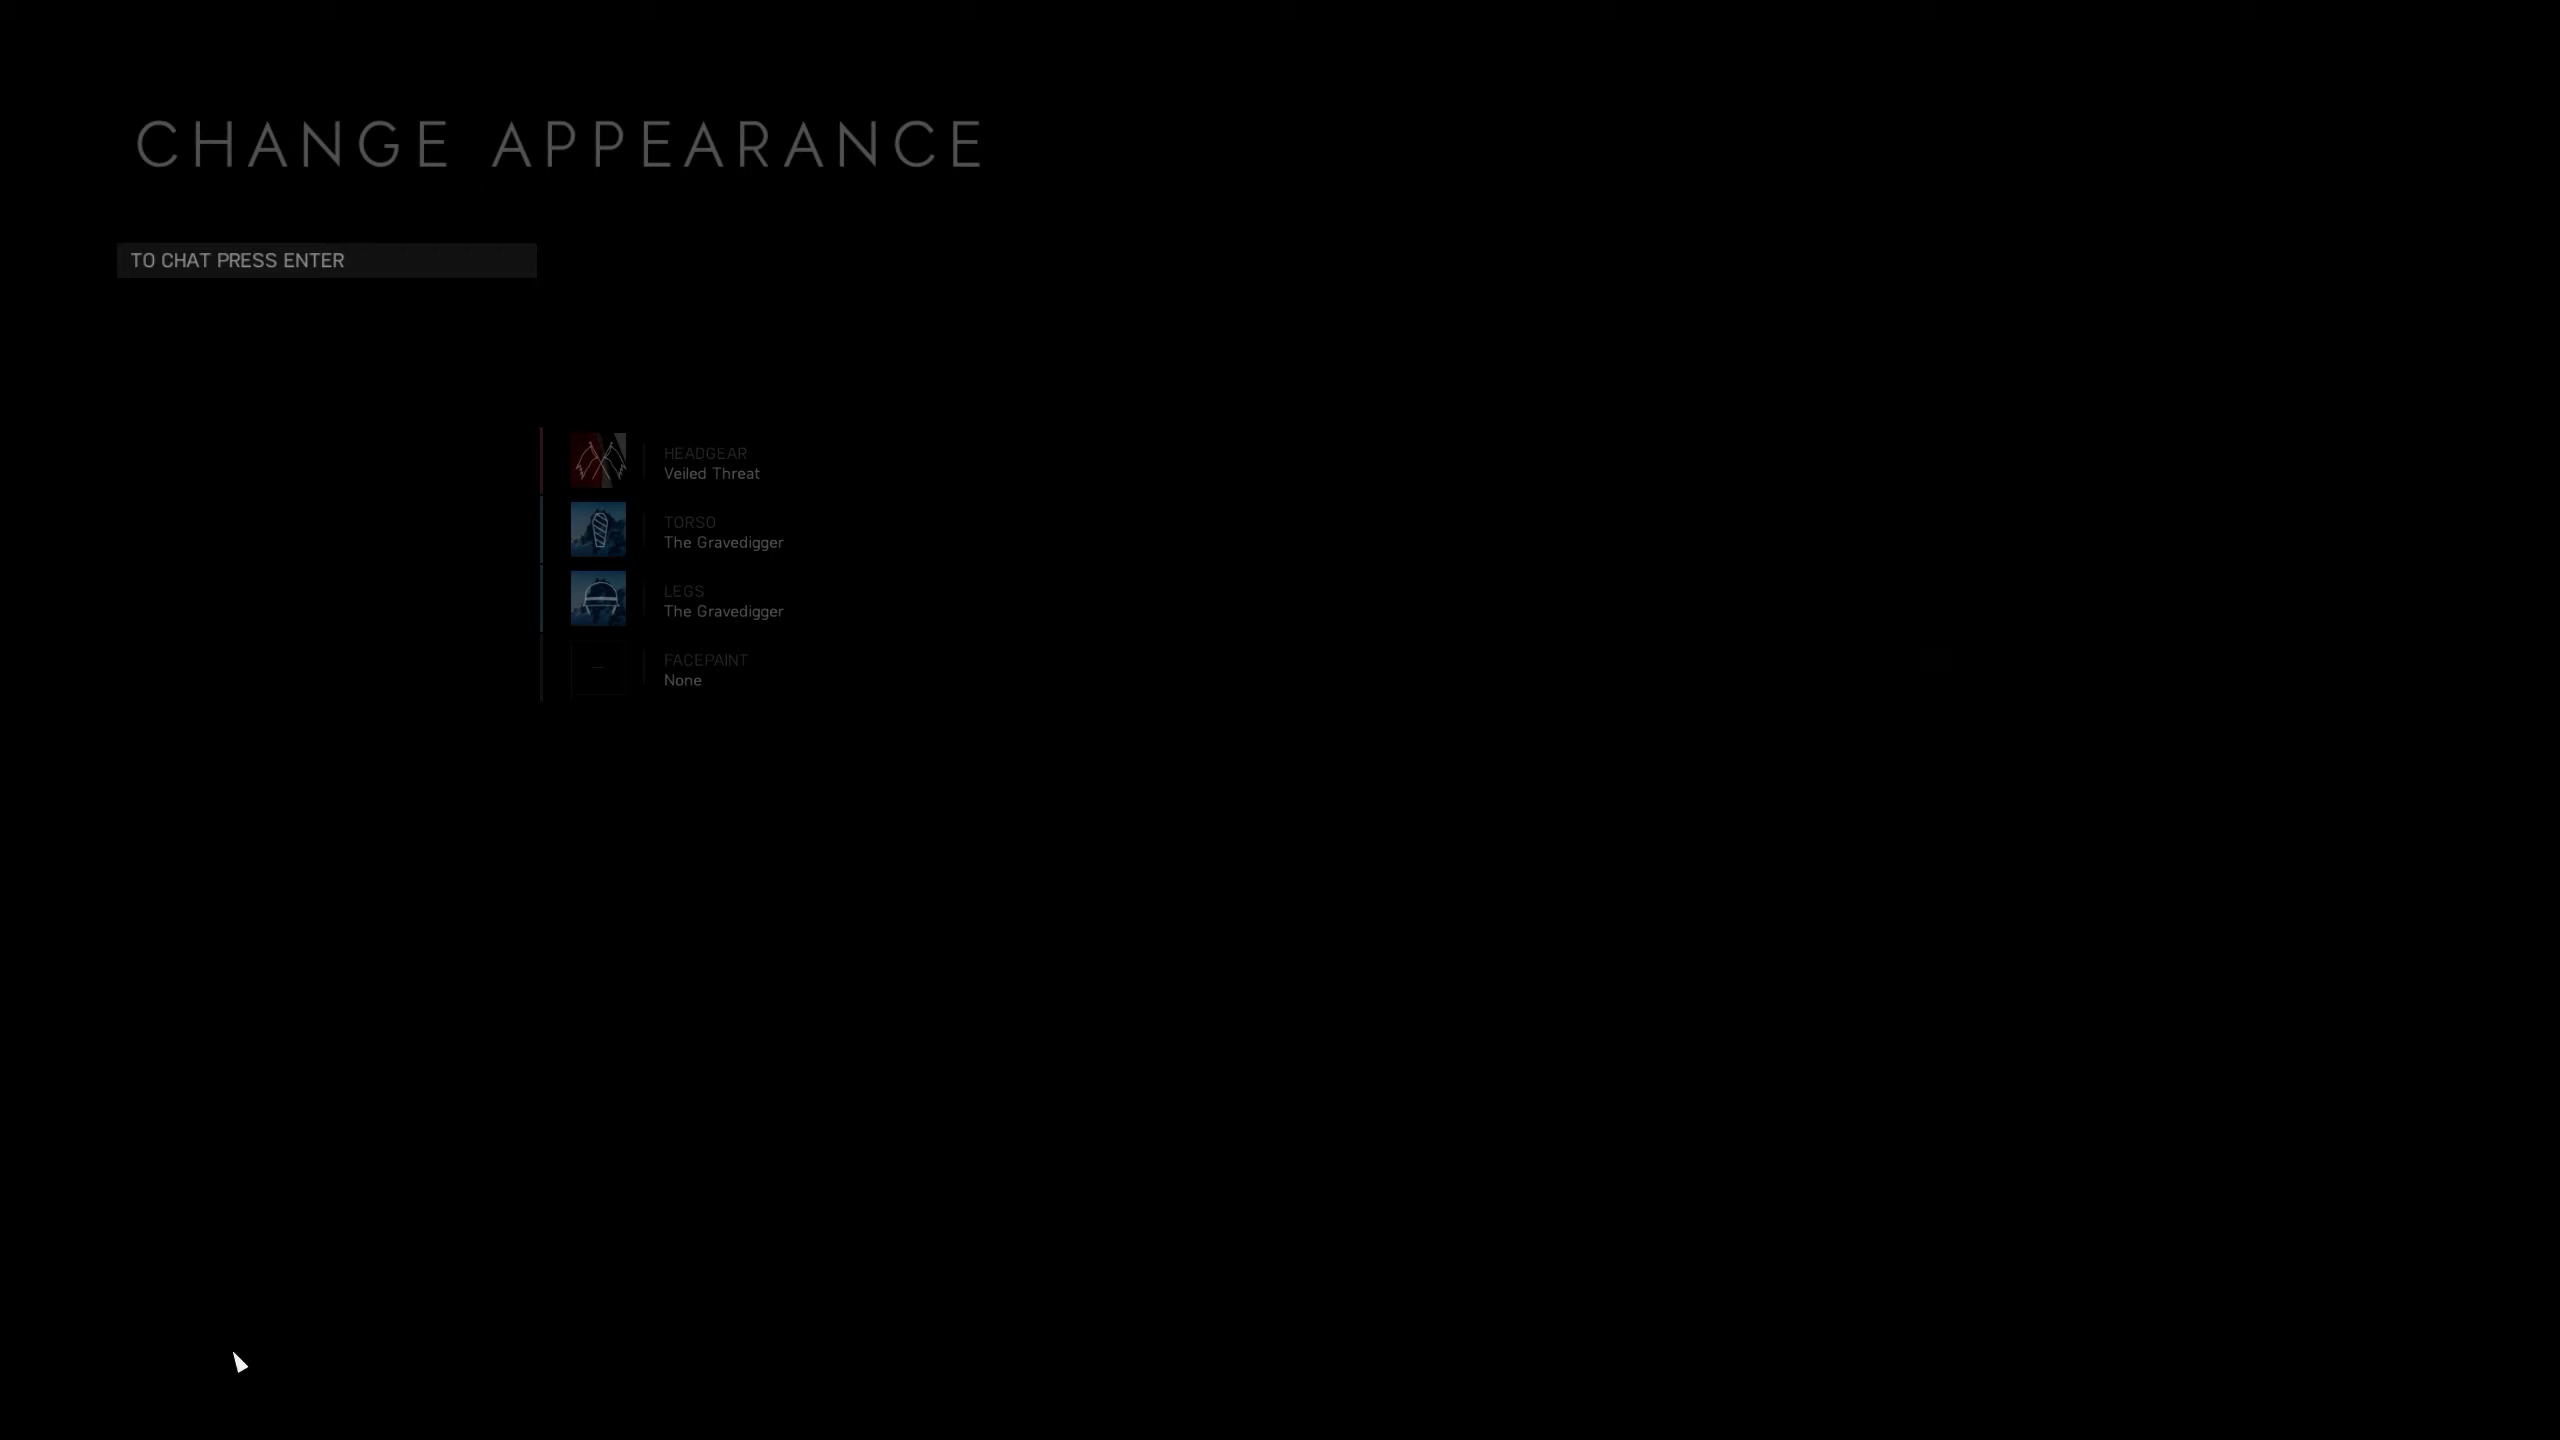 CHANGE APPEARANCE
TO CHAT PRESS ENTER
HEADGEAR
Veiled Threat
TORSO
The Gravedigger
LEGS
The Gravedigger
FACEPAINT
None